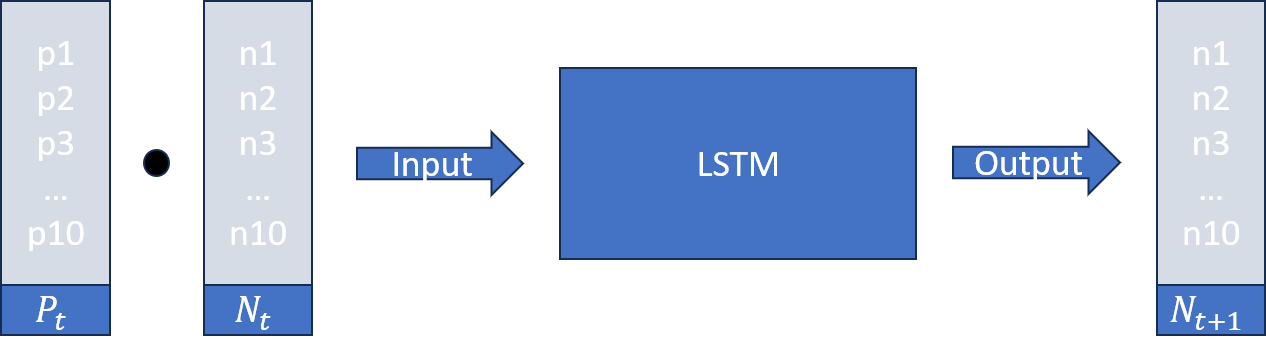 p1
p2
p3
...
p10
P_t
n1
n2
n3
...
n10
N_t
Input
LSTM
Output
n1
n2
n3
...
n10
N_{t+1}